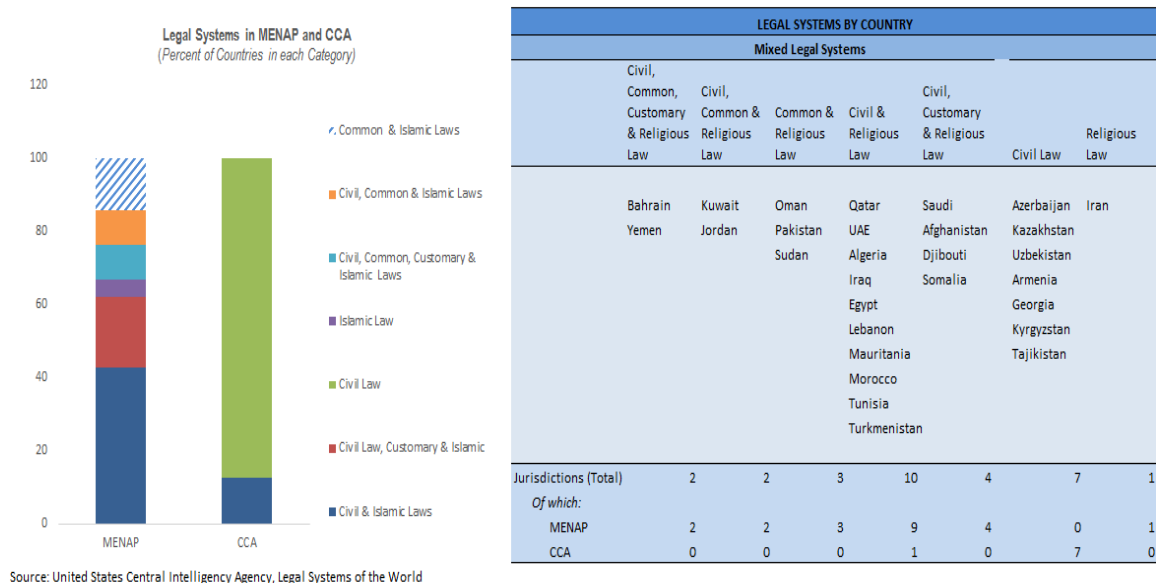 Legal Systems in MENAP and CCA
(Percent of Countries in each Category)
120
100
80
60
40
20
0
MENAP CCA
Common & Islamic Laws
Civil, Common & Islamic Laws
Civil, Common, Customary &
Islamic Laws
Islamic Law
Civil Law
Civil Law, Customary & Islamic
Civil & Islamic Laws
Source: United States Central Intelligency Agency, Legal Systems of the World
LEGAL SYSTEMS BY COUNTRY
Mixed Legal Systems
Civil,
Common, Civil, Civil,
Customary Common & Common & Civil & Customary
& Religious Religious Religious Religious & Religious Religious
Law Law Law Law Law Civil Law Law
Bahrain Kuwait Oman Qatar Saudi Azerbaijan Iran
Yemen Jordan Pakistan UAE Afghanistan Kazakhstan
Sudan Algeria Djibouti Uzbekistan
Iraq Somalia Armenia
Egypt Georgia
Lebanon Kyrgyzstan
Mauritania Tajikistan
Morocco
Tunisia
Turkmenistan
Jurisdictions (Total) 2 2 3 10 4 7 1
Of which:
MENAP 2 2 3 9 4 0 1
CCA 0 0 0 1 0 7 0